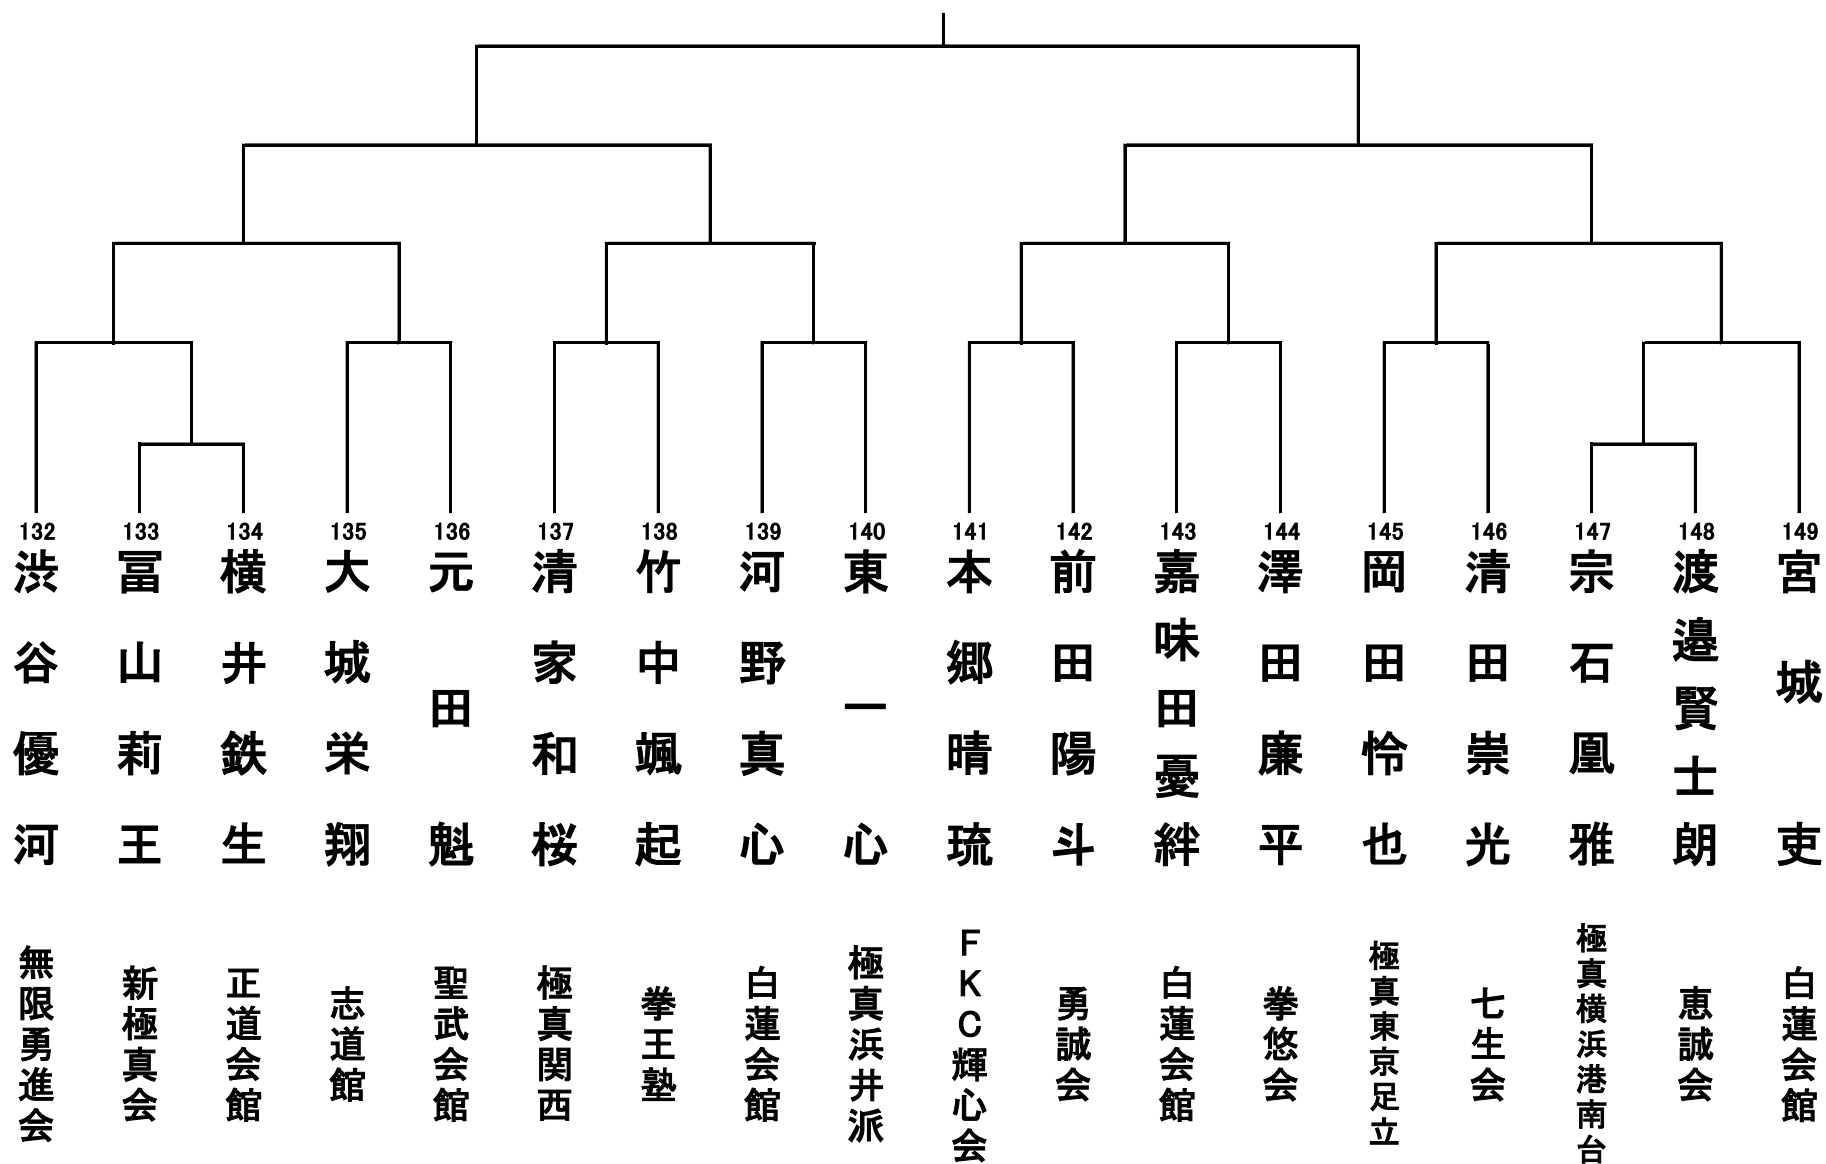 132
渋谷優河
無限勇進会
133
冨山莉王
新極真会
134
横井鉄生
正道会館
135
大城栄翔
志道館
136
元田魁
聖武会館
137
清家和桜
極真関西
138
竹中颯起
拳王塾
139
河野真心
白蓮会館
140
東一心
極真浜井派
141
本郷晴琉
ＦＫＣ輝心会
142
前田陽斗
勇誠会
143
嘉味田憂絆
白蓮会館
144
澤田廉平
拳悠会
145
岡田怜也
極真東京足立
146
清田崇光
七生会
147
宗石凰雅
極真横浜港南台
148
渡邉賢士朗
恵誠会
149
宮城吏
白蓮会館